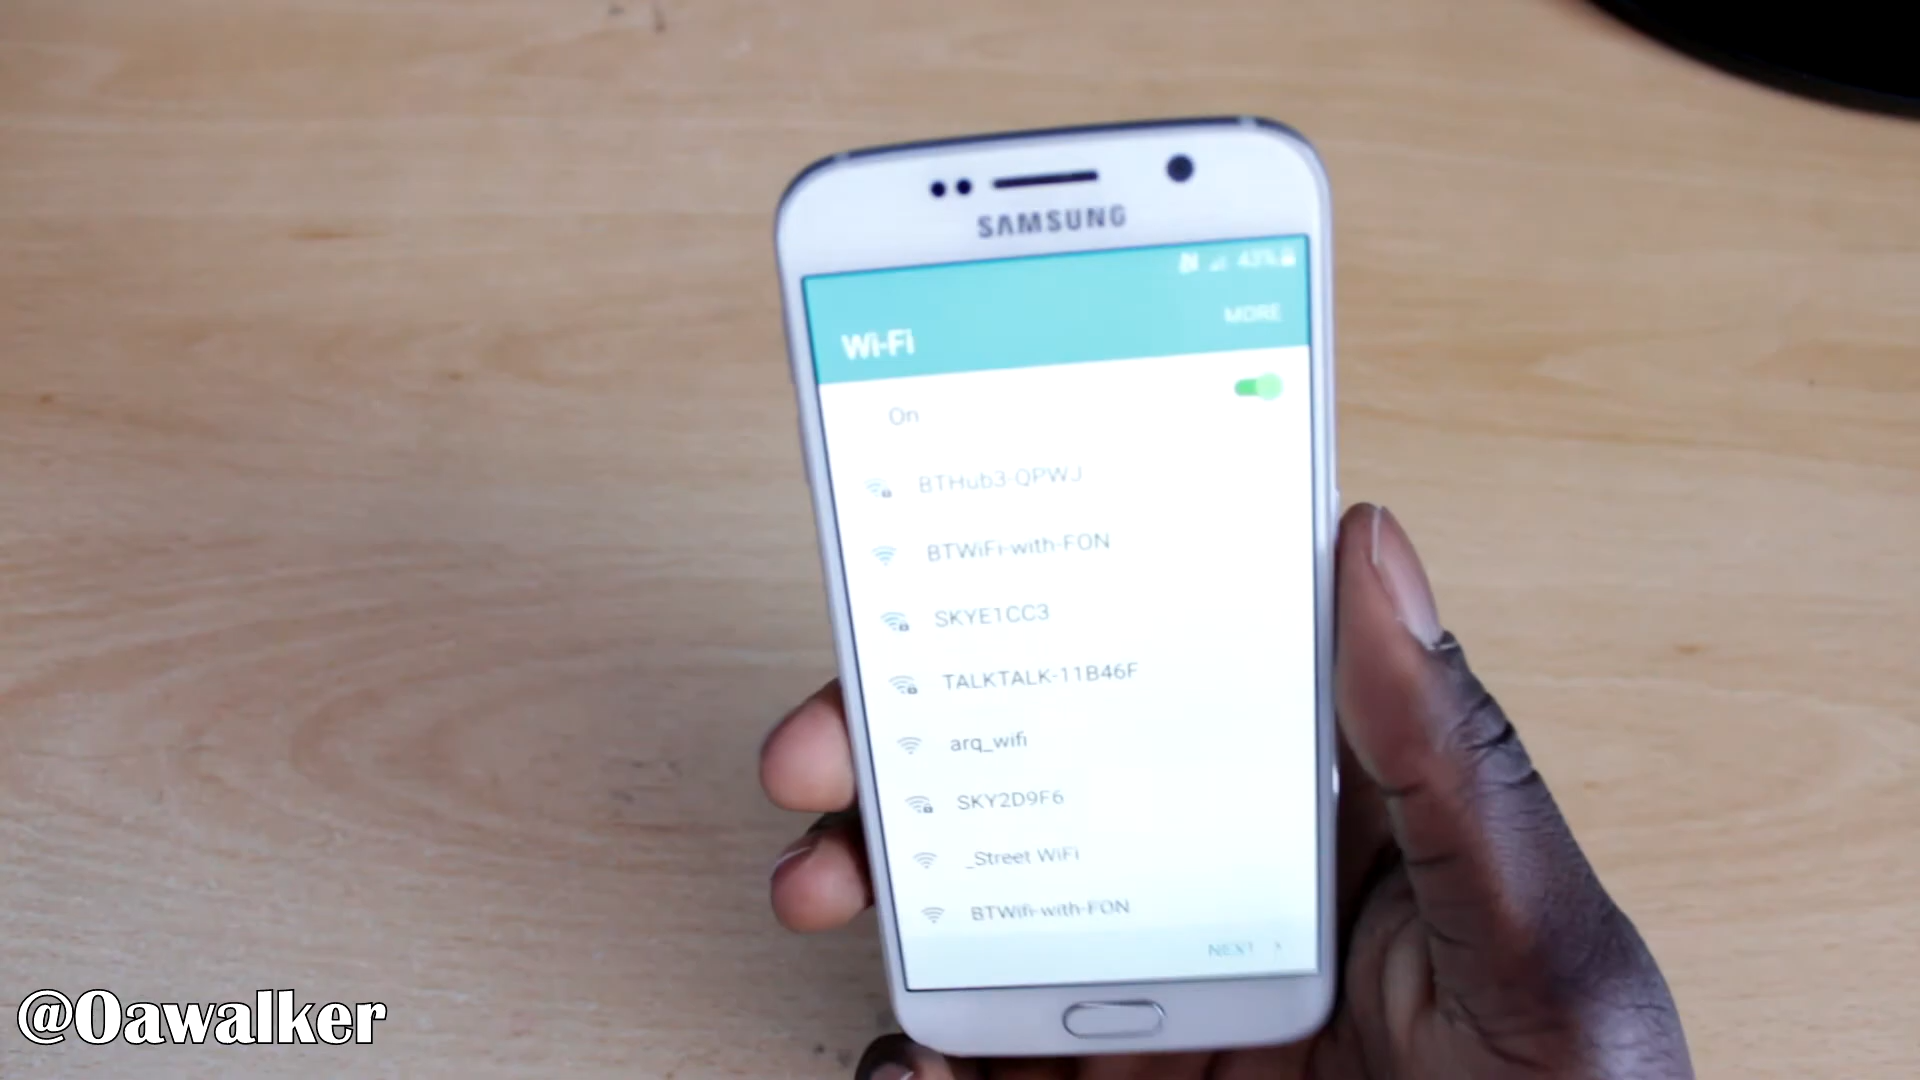 SAMSUNG
43%
MORE
Wi-Fi
On
BTHub3-QPWJ
BTWiFi-with-FON
SKYE1CC3
TALKTALK-11B46F
arq_wifi
SKY2D9F6
_Street WiFi
BTWifi-with-FON
NEXT >
@Oawalker